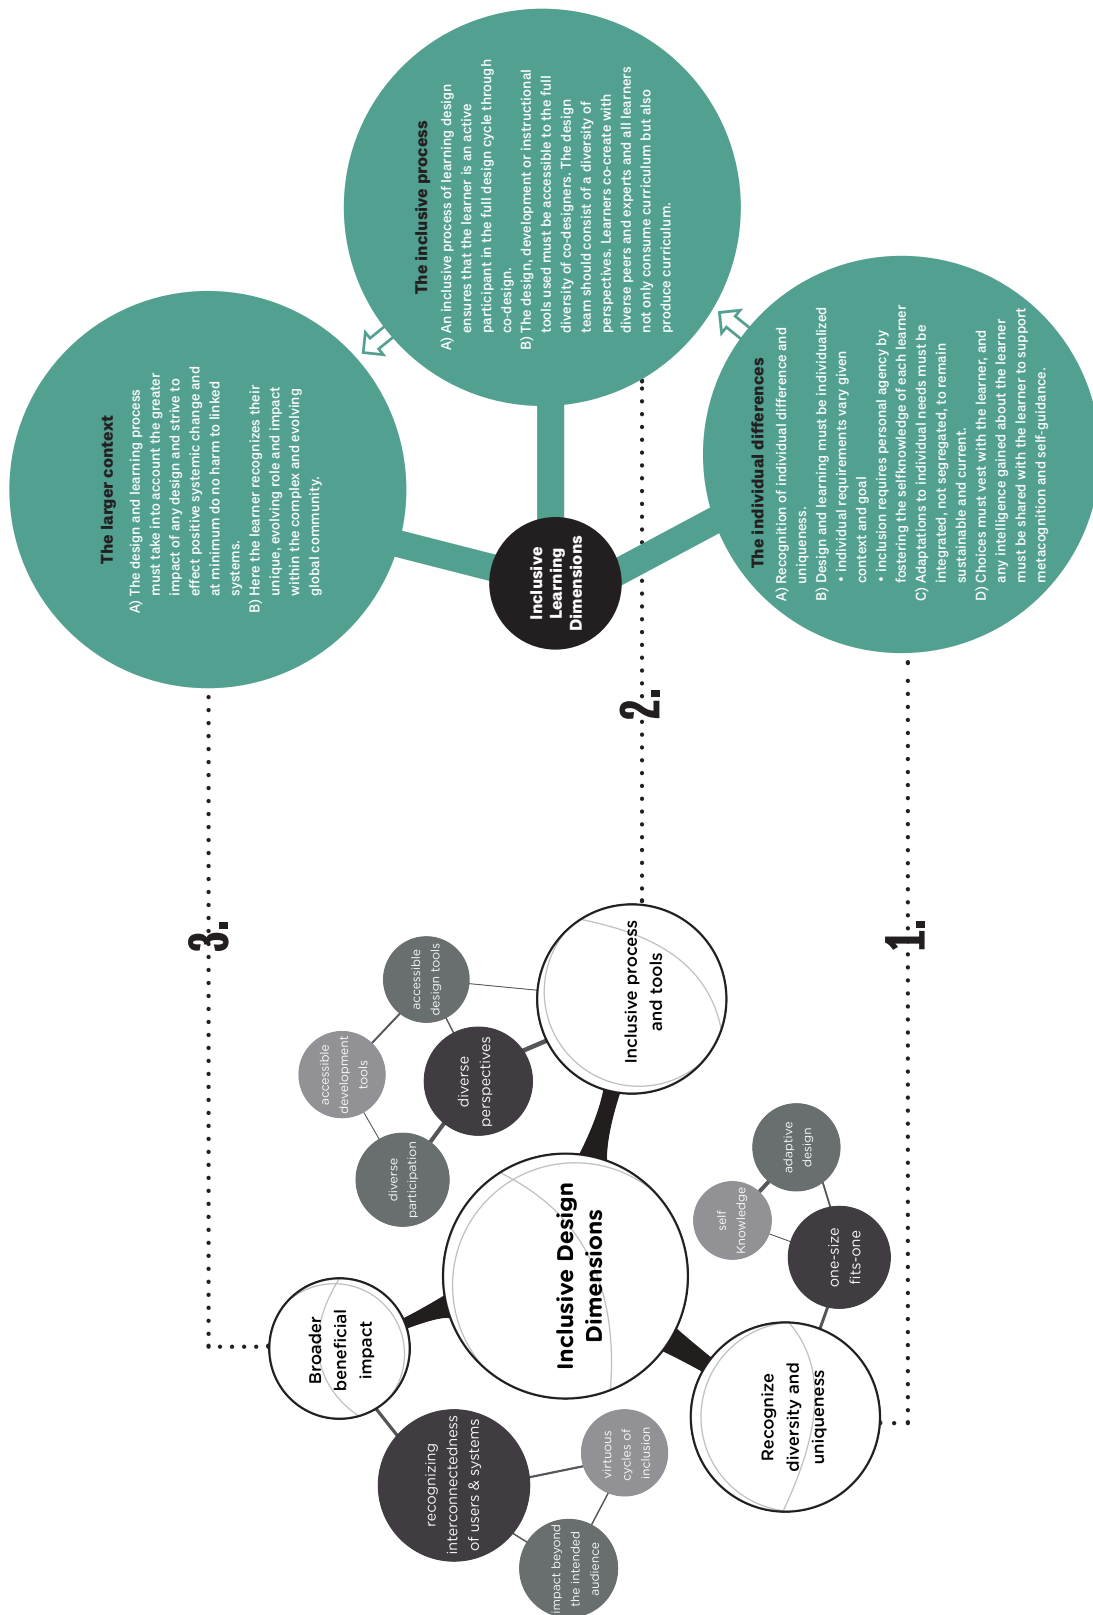 Inclusive Design
Dimensions
Recognize
diversity and
uniqueness
one-size
fits-one
self
Knowledge
adaptive
design
Inclusive process
and tools
diverse
perspectives
diverse
participation
accessible
development
tools
accessible
design tools
Broader
beneficial
impact
recognizing
interconnectedness
of users & systems
impact beyond
the intended
audience
virtuous
cycles of
inclusion
1.
2.
3.
Inclusive
Learning
Dimensions
The individual differences
A) Recognition of individual difference and
uniqueness.
B) Design and learning must be individualized
• individual requirements vary given
context and goal
• inclusion requires personal agency by
fostering the selfknowledge of each learner
C) Adaptations to individual needs must be
integrated, not segregated, to remain
sustainable and current.
D) Choices must vest with the learner, and
any intelligence gained about the learner
must be shared with the learner to support
metacognition and self-guidance.
The inclusive process
A) An inclusive process of learning design
ensures that the learner is an active
participant in the full design cycle through
co-design.
B) The design, development or instructional
tools used must be accessible to the full
diversity of co-designers. The design
team should consist of a diversity of
perspectives. Learners co-create with
diverse peers and experts and all learners
not only consume curriculum but also
produce curriculum.
The larger context
A) The design and learning process
must take into account the greater
impact of any design and strive to
effect positive systemic change and
at minimum do no harm to linked
systems.
B) Here the learner recognizes their
unique, evolving role and impact
within the complex and evolving
global community.